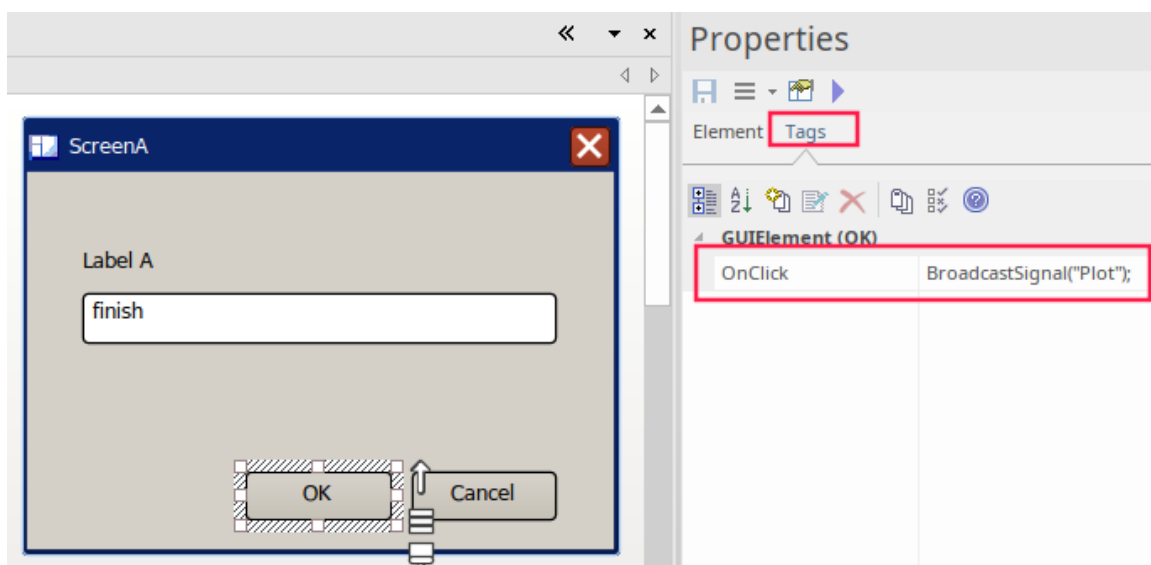 Properties
Element Tags
ScreenA
GUIElement (OK)
OnClick BroadcastSignal("Plot");
Label A
finish
OK Cancel